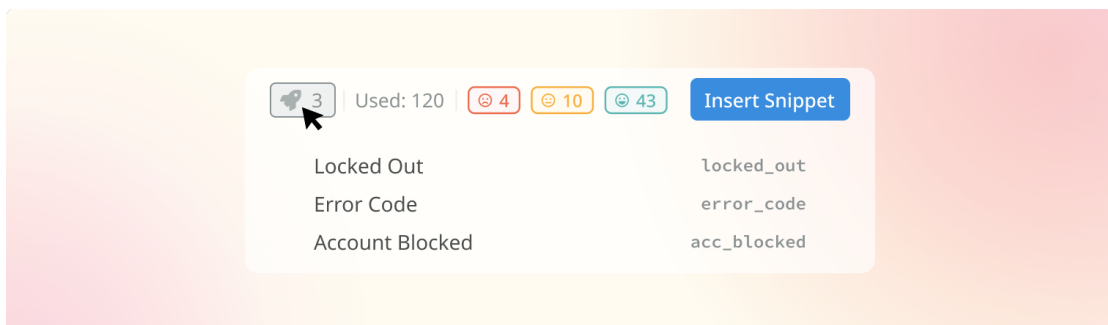 3 Used: 120 4 10 43 Insert Snippet
Locked Out locked_out
Error Code error_code
Account Blocked acc_blocked